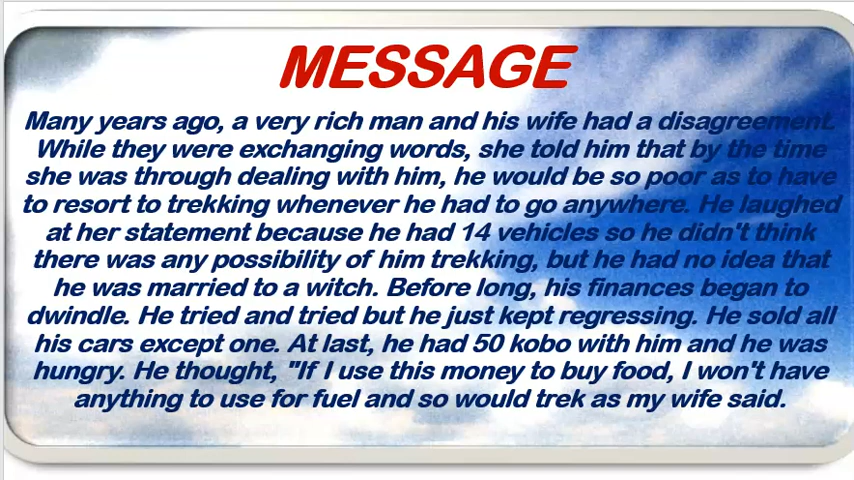 MESSAGE
Many years ago, a very rich man and his wife had a disagreement.
While they were exchanging words, she told him that by the time
she was through dealing with him, he would be so poor as to have
to resort to trekking whenever he had to go anywhere. He laughed
at her statement because he had 14 vehicles so he didn't think
there was any possibility of him trekking, but he had no idea that
he was married to a witch. Before long, his finances began to
dwindle. He tried and tried but he just kept regressing. He sold all
his cars except one. At last, he had 50 kobo with him and he was
hungry. He thought, "If I use this money to buy food, I won't have
anything to use for fuel and so would trek as my wife said.